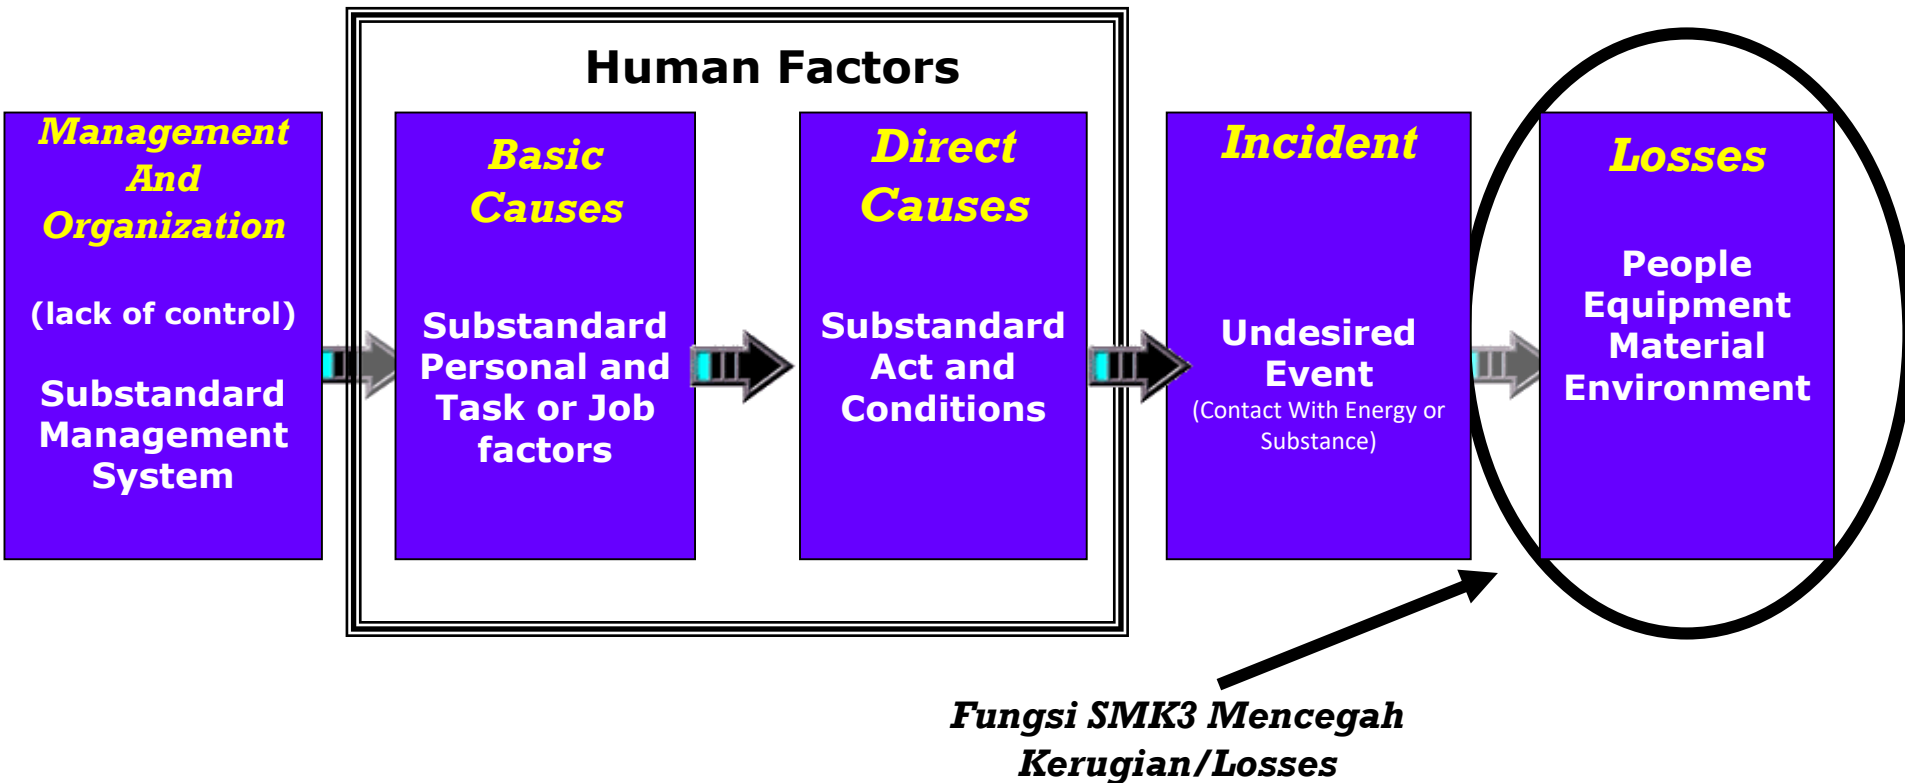 Human Factors
Management
And
Organization
(lack of control)
Substandard
Management
System
Basic
Causes
Substandard
Personal and
Task or Job
factors
Direct
Causes
Substandard
Act and
Conditions
Incident
Undesired
Event
(Contact With Energy or
Substance)
Losses
People
Equipment
Material
Environment
Fungsi SMK3 Mencegah
Kerugian/Losses